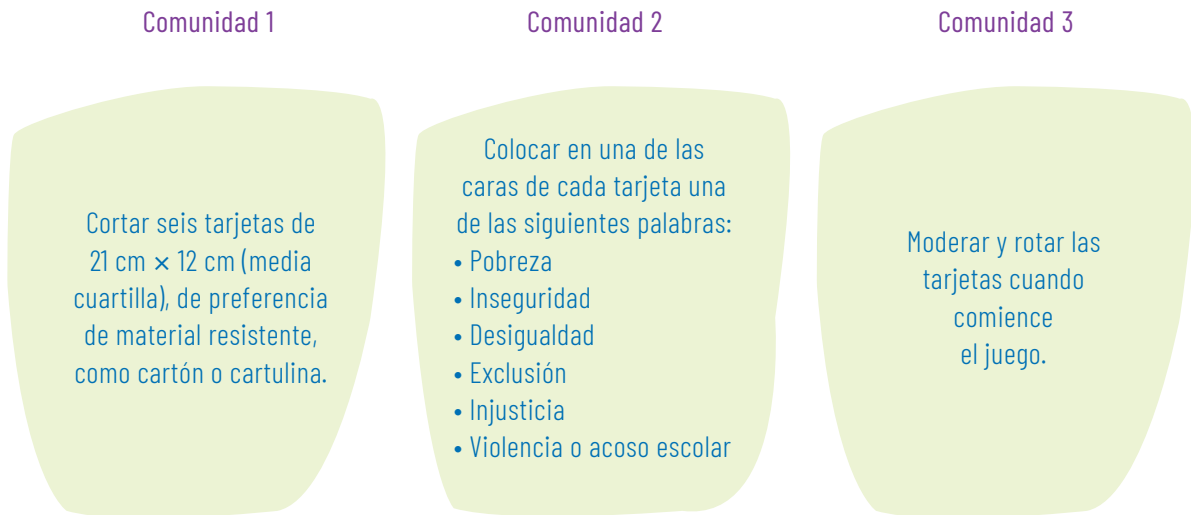 Comunidad 1
Cortar seis tarjetas de
21 cm × 12 cm (media
cuartilla), de preferencia
de material resistente,
como cartón o cartulina.
Comunidad 2
Colocar en una de las
caras de cada tarjeta una
de las siguientes palabras:
• Pobreza
• Inseguridad
• Desigualdad
• Exclusión
• Injusticia
• Violencia o acoso escolar
Comunidad 3
Moderar y rotar las
tarjetas cuando
comience
el juego.